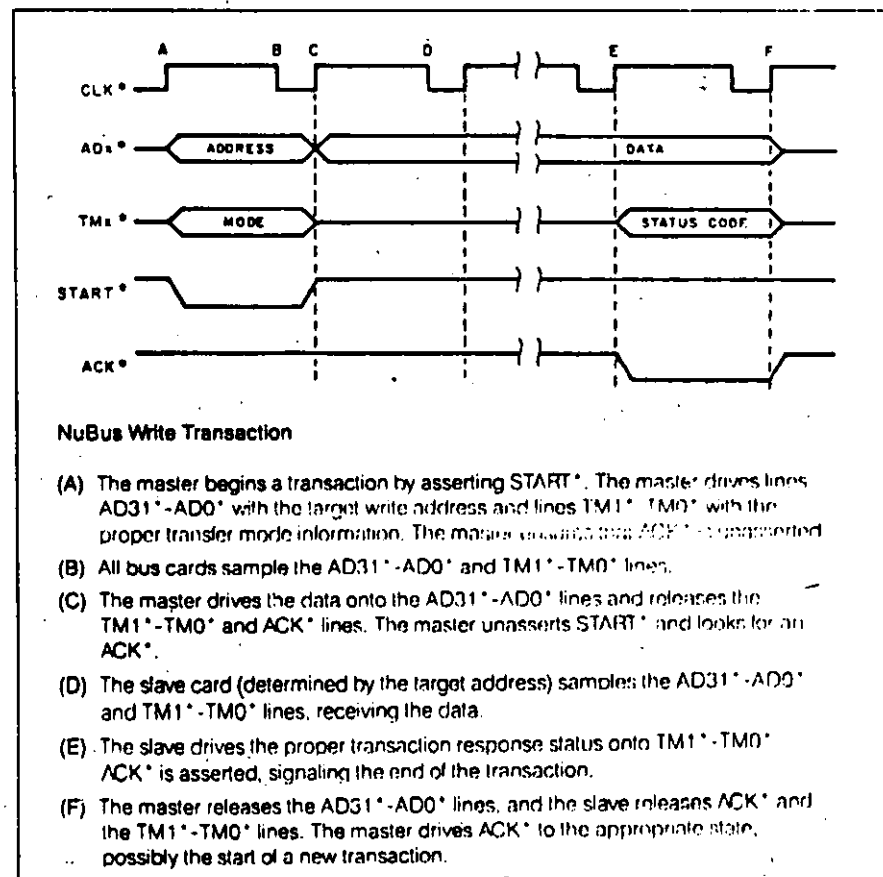 A B C D E F
CLK*
ADx* ADDRESS DATA
TMx* MODE STATUS CODE
START*
ACK*
NuBus Write Transaction
(A) The master begins a transaction by asserting START*. The master drives lines
AD31*-AD0* with the target write address and lines TM1*-TM0* with the
proper transfer mode information. The master ACK* unasserted
(B) All bus cards sample the AD31*-AD0* and TM1*-TM0* lines.
(C) The master drives the data onto the AD31*-AD0* lines and releases the
TM1*-TM0* and ACK* lines. The master unasserts START* and looks for an
ACK*.
(D) The slave card (determined by the target address) samples the AD31*-AD0*
and TM1*-TM0* lines, receiving the data.
(E) The slave drives the proper transaction response status onto TM1*-TM0*
ACK* is asserted, signaling the end of the transaction.
(F) The master releases the AD31*-AD0* lines, and the slave releases ACK* and
the TM1*-TM0* lines. The master drives ACK* to the appropriate state,
possibly the start of a new transaction.